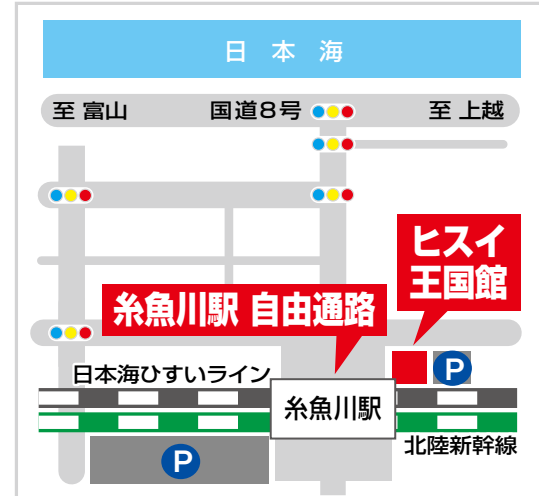 日本海
至 富山
国道8号
至 上越
ヒスイ
王国館
糸魚川駅 自由通路
P
日本海ひすいライン
糸魚川駅
北陸新幹線
P